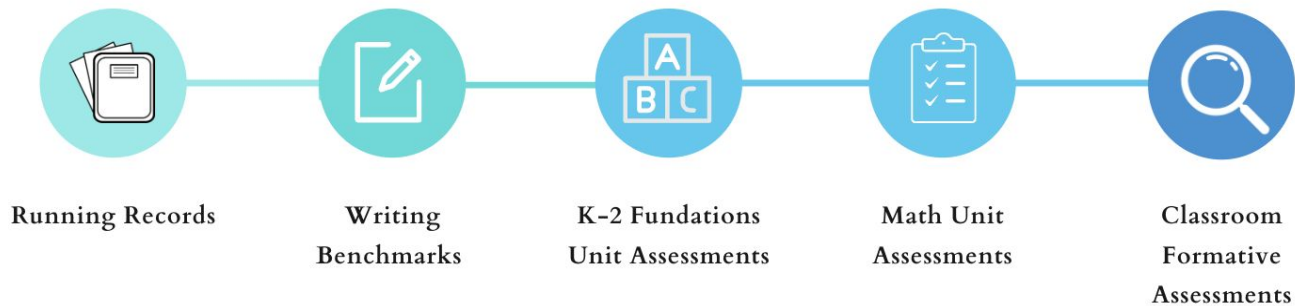 A
B C
Running Records
Writing
Benchmarks
K-2 Fundations
Unit Assessments
Math Unit
Assessments
Classroom
Formative
Assessments